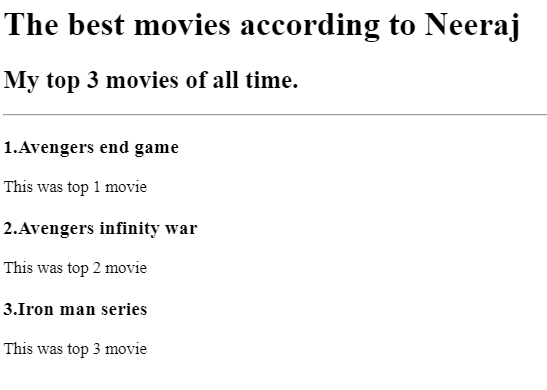 The best movies according to Neeraj
My top 3 movies of all time.
1.Avengers end game
This was top 1 movie
2.Avengers infinity war
This was top 2 movie
3.Iron man series
This was top 3 movie